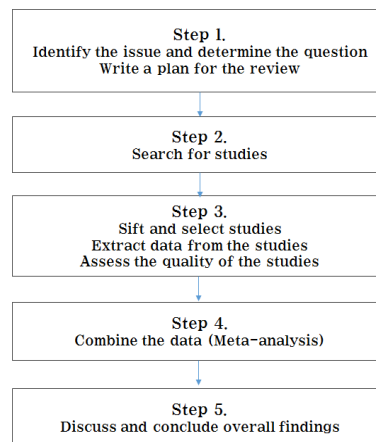 Step 1.
Identify the issue and determine the question
Write a plan for the review
Step 2.
Search for studies
Step 3.
Sift and select studies
Extract data from the studies
Assess the quality of the studies
Step 4.
Combine the data (Meta-analysis)
Step 5.
Discuss and conclude overall findings